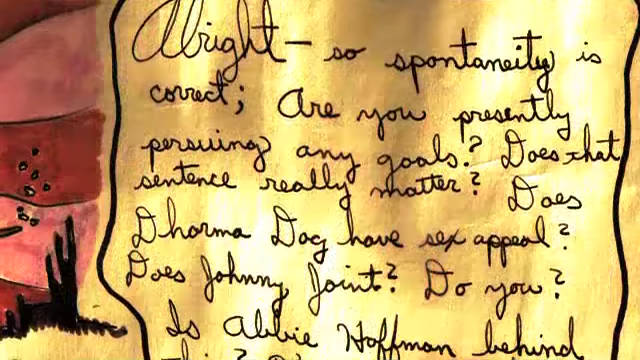 Alright— so spontaneity is
correct; Are you presently
persuing any goals? Does that
sentence really matter? Does
Dharma Dog have sex appeal?
Does Johnny Joint? Do you?
Is Abbie Hoffman behind
this?